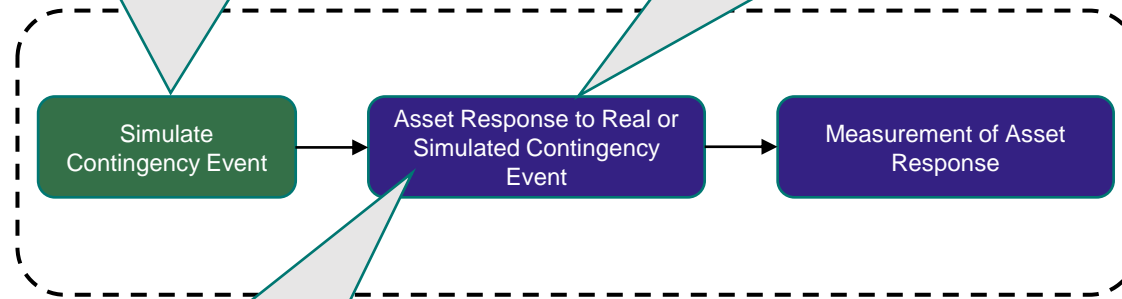 Simulate
Contingency Event
Asset Response to Real or
Simulated Contingency
Event
Measurement of Asset
Response